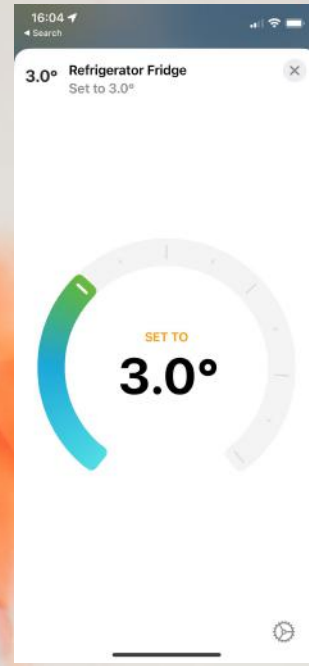 16:04
◀ Search
3.0° Refrigerator Fridge
Set to 3.0°
SET TO
3.0°